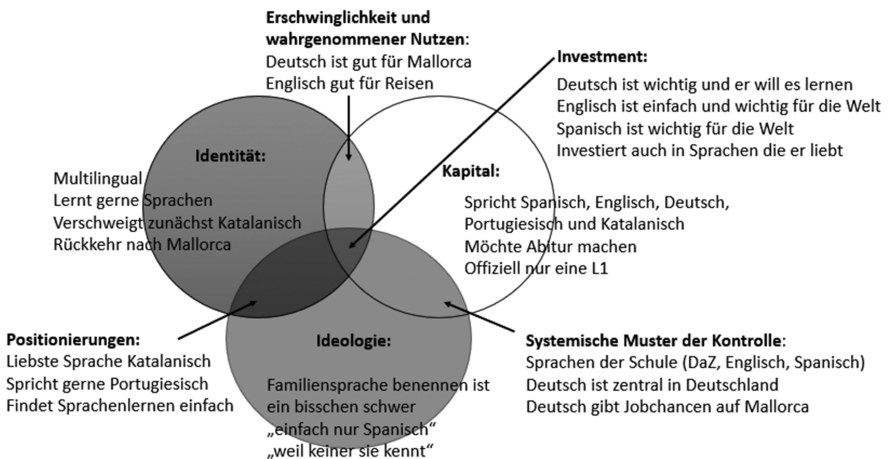 Erschwinglichkeit und
wahrgenommener Nutzen:
Deutsch ist gut für Mallorca
Englisch gut für Reisen
Investment:
Deutsch ist wichtig und er will es lernen
Englisch ist einfach und wichtig für die Welt
Spanisch ist wichtig für die Welt
Investiert auch in Sprachen die er liebt
Identität:
Multilingual
Lernt gerne Sprachen
Verschweigt zunächst Katalanisch
Rückkehr nach Mallorca
Kapital:
Spricht Spanisch, Englisch, Deutsch,
Portugiesisch und Katalanisch
Möchte Abitur machen
Offiziell nur eine L1
Positionierungen:
Liebste Sprache Katalanisch
Spricht gerne Portugiesisch
Findet Sprachenlernen einfach
Ideologie:
Familiensprache benennen ist
ein bisschen schwer
„einfach nur Spanisch“
„weil keiner sie kennt“
Systemische Muster der Kontrolle:
Sprachen der Schule (DaZ, Englisch, Spanisch)
Deutsch ist zentral in Deutschland
Deutsch gibt Jobchancen auf Mallorca